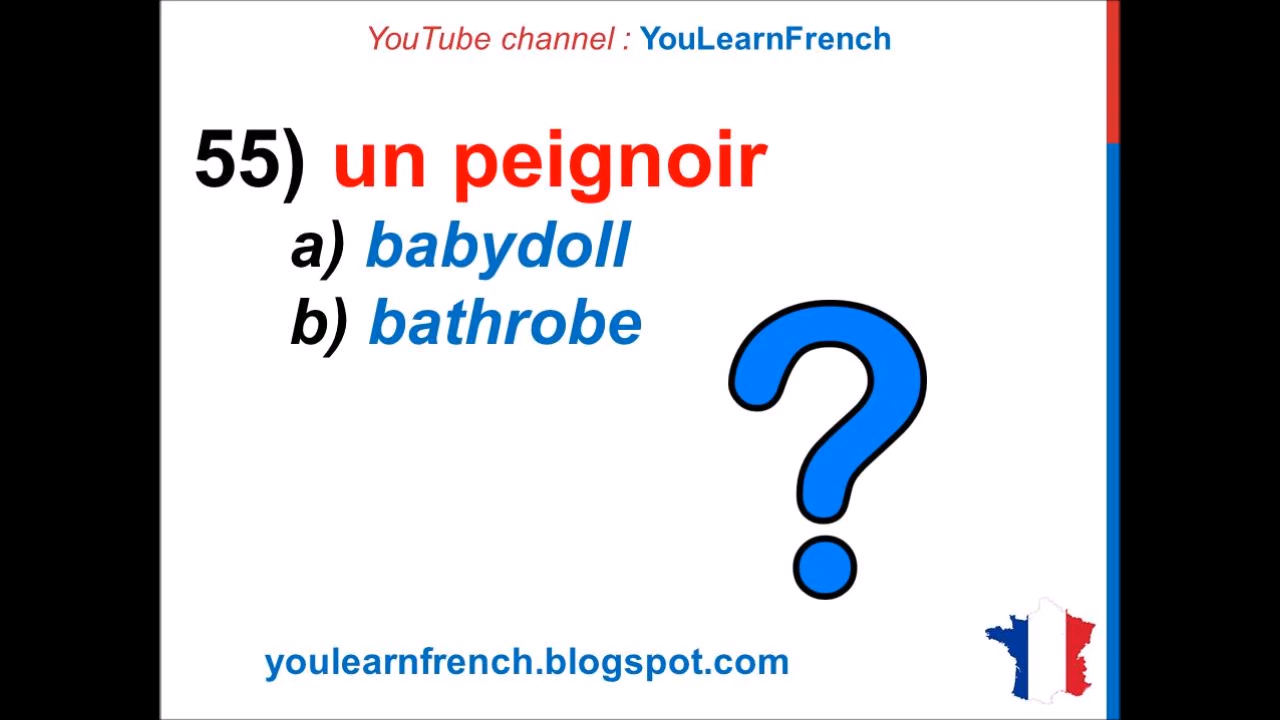 YouTube channel : YouLearnFrench
55) un peignoir
a) babydoll
b) bathrobe
?
youlearnfrench.blogspot.com